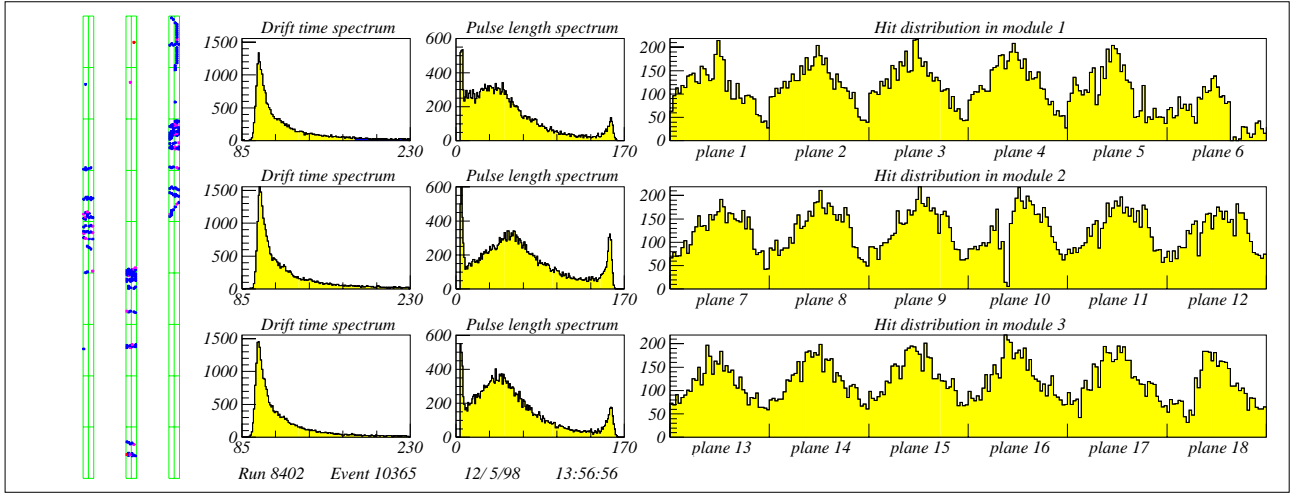 Drift time spectrum Pulse length spectrum Hit distribution in module 1
1500 1000 500 0 85 230
600 400 200 0 0 170
200 150 100 50 0
plane 1 plane 2 plane 3 plane 4 plane 5 plane 6
Drift time spectrum Pulse length spectrum Hit distribution in module 2
1500 1000 500 0 85 230
600 400 200 0 0 170
200 150 100 50 0
plane 7 plane 8 plane 9 plane 10 plane 11 plane 12
Drift time spectrum Pulse length spectrum Hit distribution in module 3
1500 1000 500 0 85 230
600 400 200 0 0 170
200 150 100 50 0
plane 13 plane 14 plane 15 plane 16 plane 17 plane 18
Run 8402 Event 10365 12/ 5/98 13:56:56